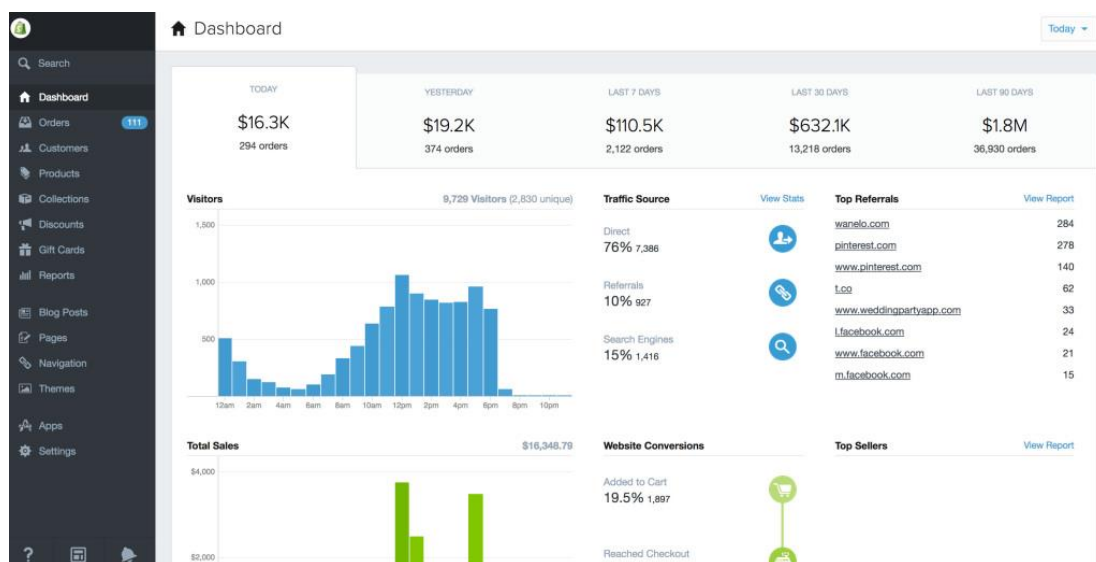 Dashboard
Today
Search
Dashboard
Orders 111
Customers
Products
Collections
Discounts
Gift Cards
Reports
Blog Posts
Pages
Navigation
Themes
Apps
Settings
?
TODAY
$16.3K
294 orders
YESTERDAY
$19.2K
374 orders
LAST 7 DAYS
$110.5K
2,122 orders
LAST 30 DAYS
$632.1K
13,218 orders
LAST 90 DAYS
$1.8M
36,930 orders
Visitors 9,729 Visitors (2,830 unique)
1,500
1,000
500
12am 2am 4am 6am 8am 10am 12pm 2pm 4pm 6pm 8pm 10pm
Traffic Source View Stats
Direct
76% 7,386
Referrals
10% 927
Search Engines
15% 1,416
Top Referrals View Report
wanelo.com 284
pinterest.com 278
www.pinterest.com 140
t.co 62
www.weddingpartyapp.com 33
l.facebook.com 24
www.facebook.com 21
m.facebook.com 15
Total Sales $16,348.79
$4,000
$2,000
Website Conversions
Added to Cart
19.5% 1,897
Reached Checkout
Top Sellers View Report